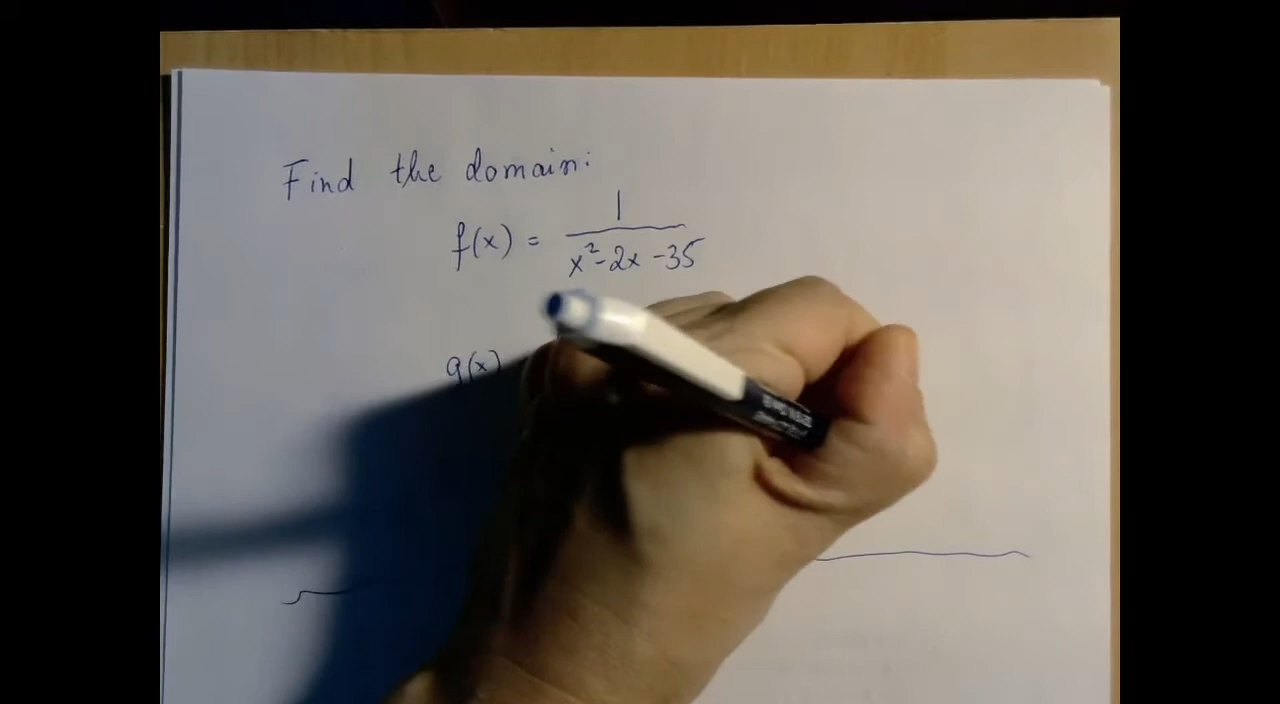 Find the domain:
f(x) = 1 / x²-2x-35
g(x)